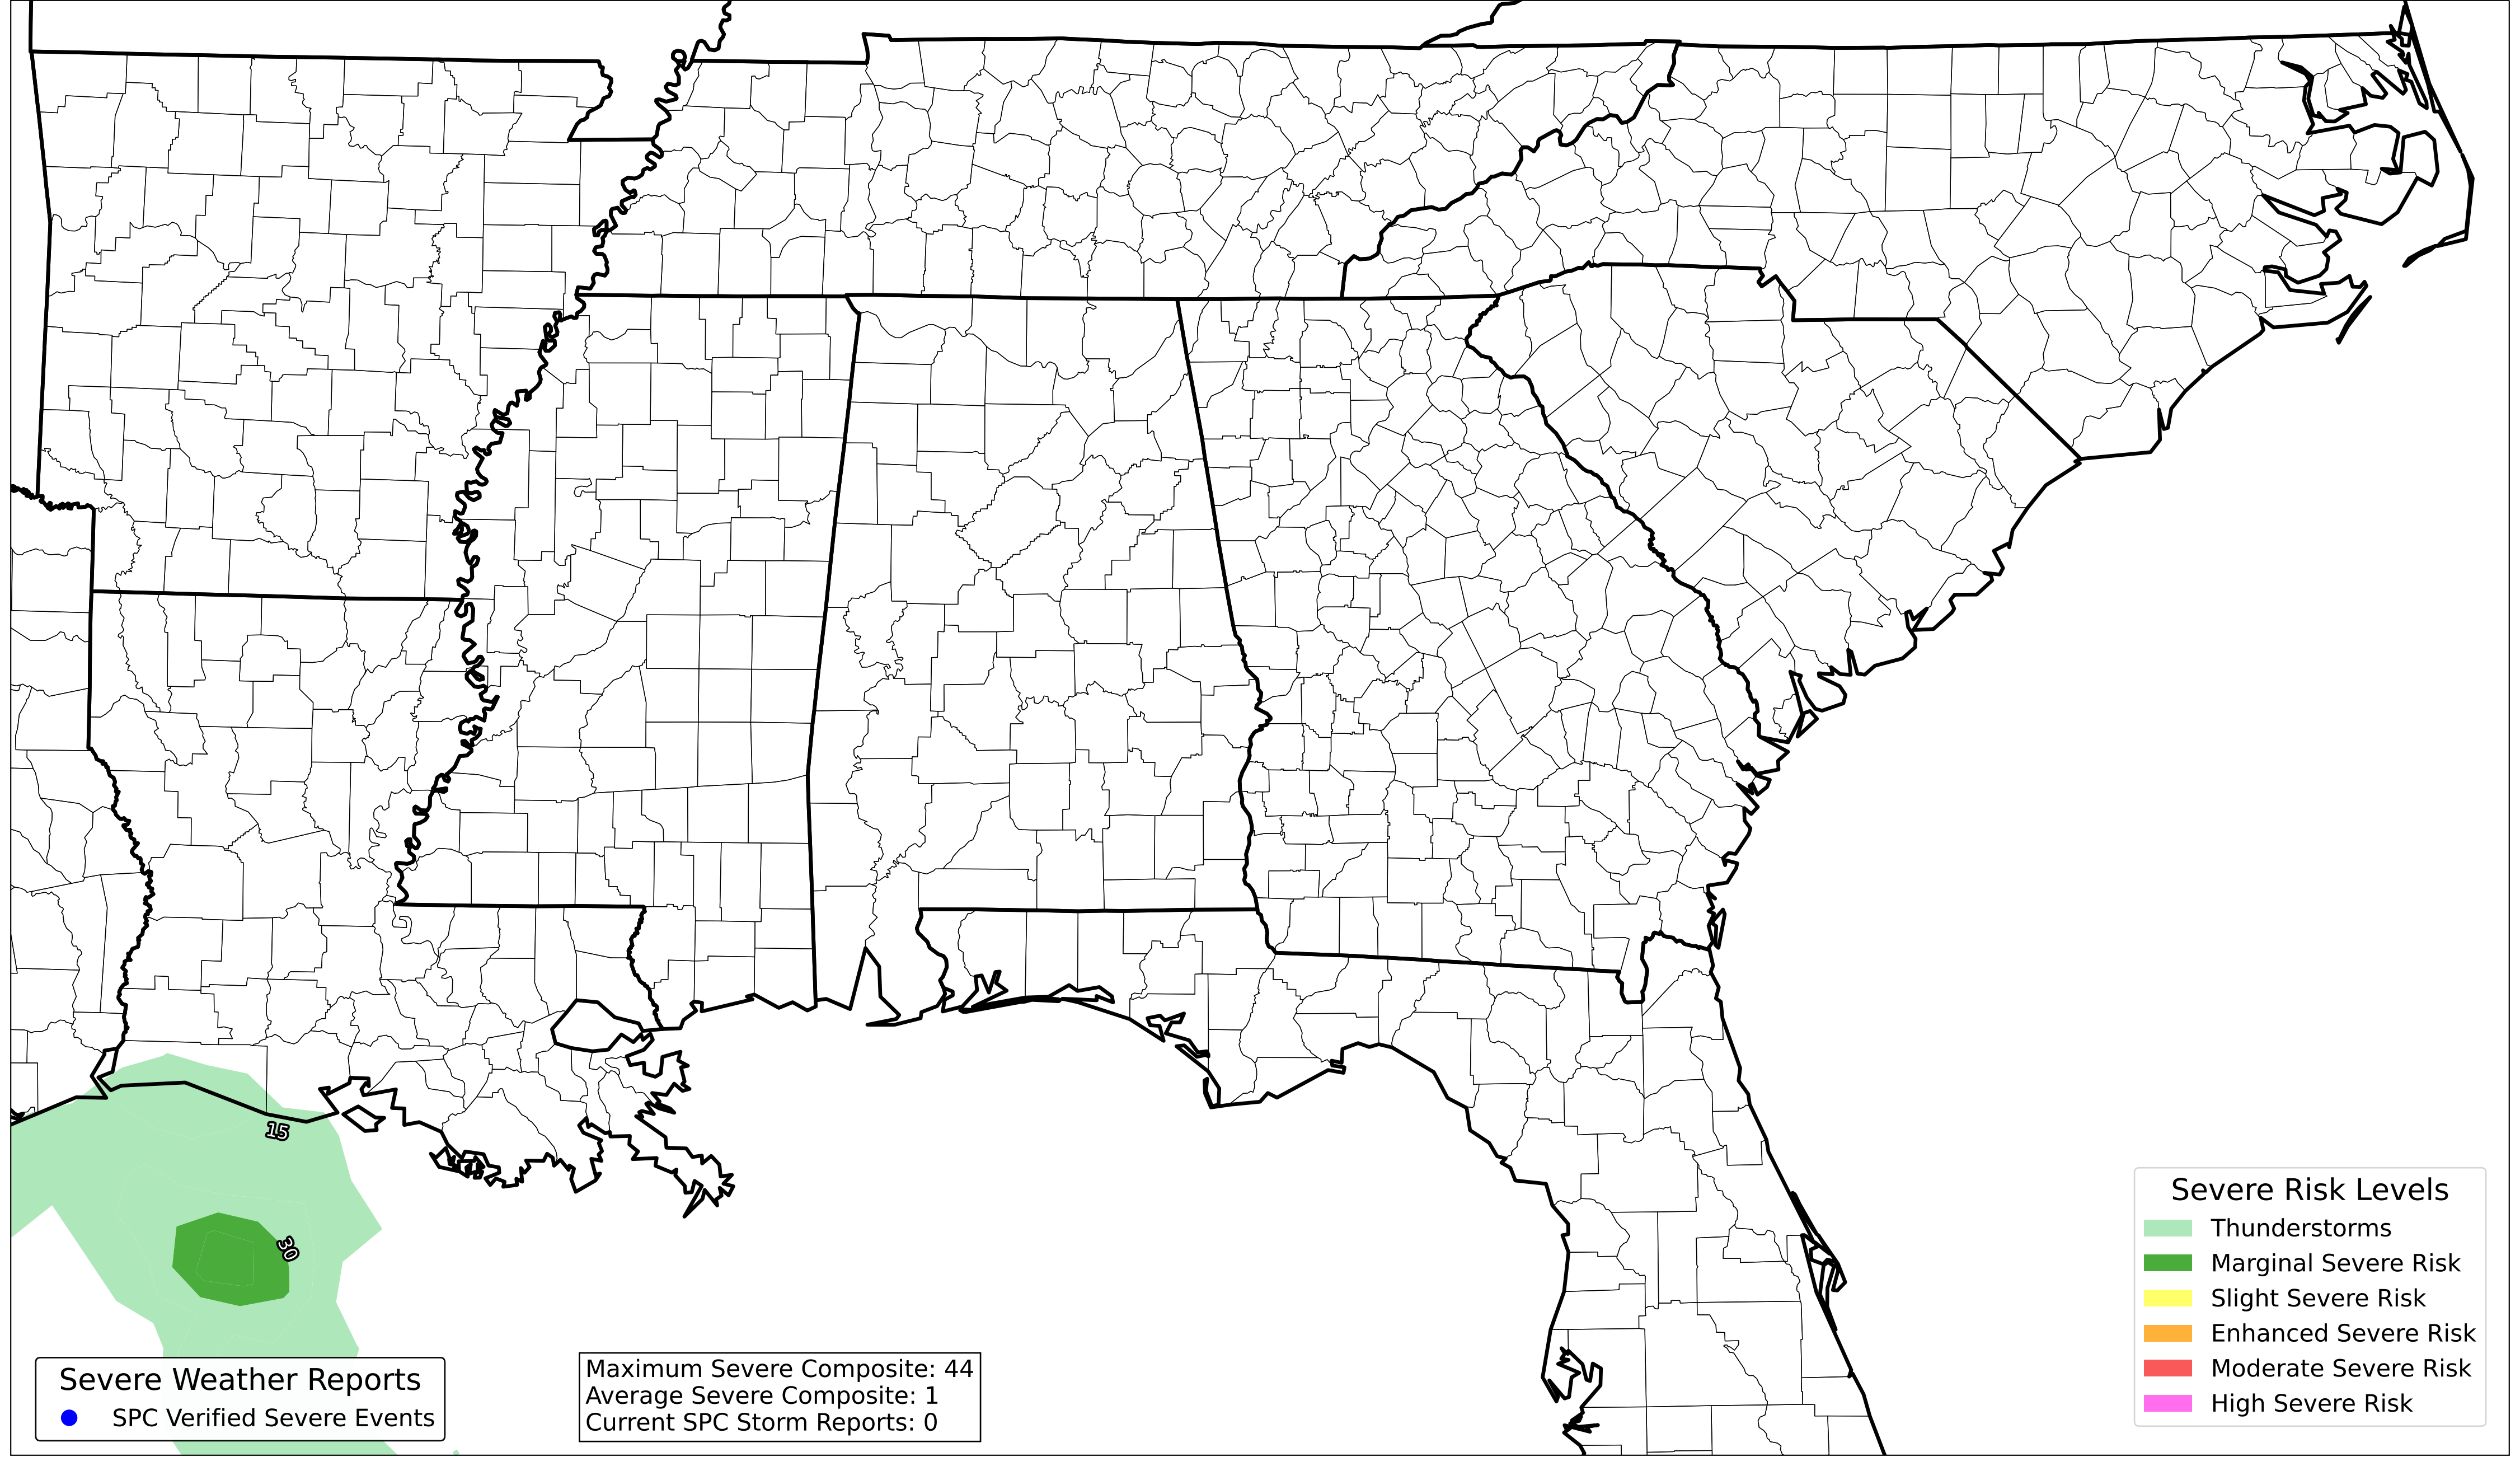 15
30
Severe Weather Reports
SPC Verified Severe Events
Maximum Severe Composite: 44
Average Severe Composite: 1
Current SPC Storm Reports: 0
Severe Risk Levels
Thunderstorms
Marginal Severe Risk
Slight Severe Risk
Enhanced Severe Risk
Moderate Severe Risk
High Severe Risk